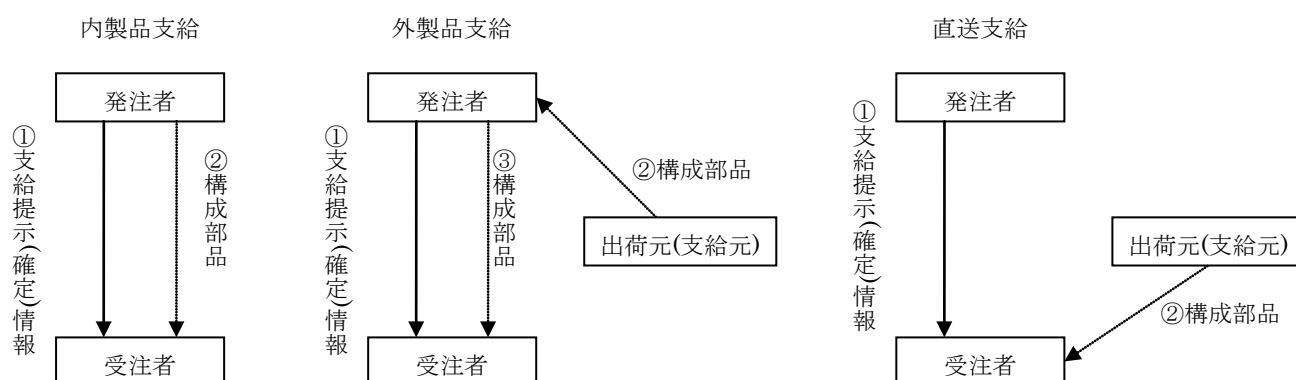 内製品支給
発注者
①支給提示(確定)情報
②構成部品
受注者
外製品支給
発注者
①支給提示(確定)情報
③構成部品
②構成部品
出荷元(支給元)
受注者
直送支給
発注者
①支給提示(確定)情報
出荷元(支給元)
②構成部品
受注者